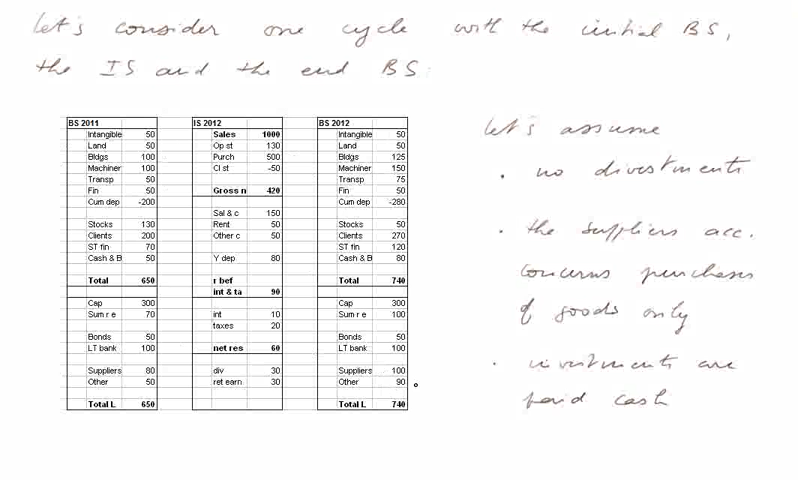 let's consider one cycle with the initial BS,
the IS and the end BS:
BS 2011 IS 2012 BS 2012
Intangible 50 Sales 1000 Intangible 50
Land 50 Op st 130 Land 50
Bldgs 100 Purch 500 Bldgs 125
Machiner 100 Cl st -50 Machiner 150
Transp 50 Transp 75
Fin 50 Gross n 420 Fin 50
Cum dep -200 Cum dep -280
Sal & c 150
Stocks 130 Rent 50 Stocks 50
Clients 200 Other c 50 Clients 270
ST fin 70 ST fin 120
Cash & B 50 Y dep 80 Cash & B 80
Total 650 r bef Total 740
int & ta 90
Cap 300 Cap 300
Sum r e 70 int 10 Sum r e 100
taxes 20
Bonds 50 Bonds 50
LT bank 100 net res 60 LT bank 100
Suppliers 80 div 30 Suppliers 100
Other 50 ret earn 30 Other 90
Total L 650 Total L 740
let's assume
. no divestments
. the suppliers acc.
concerns purchases
of goods only
. investments are
paid cash